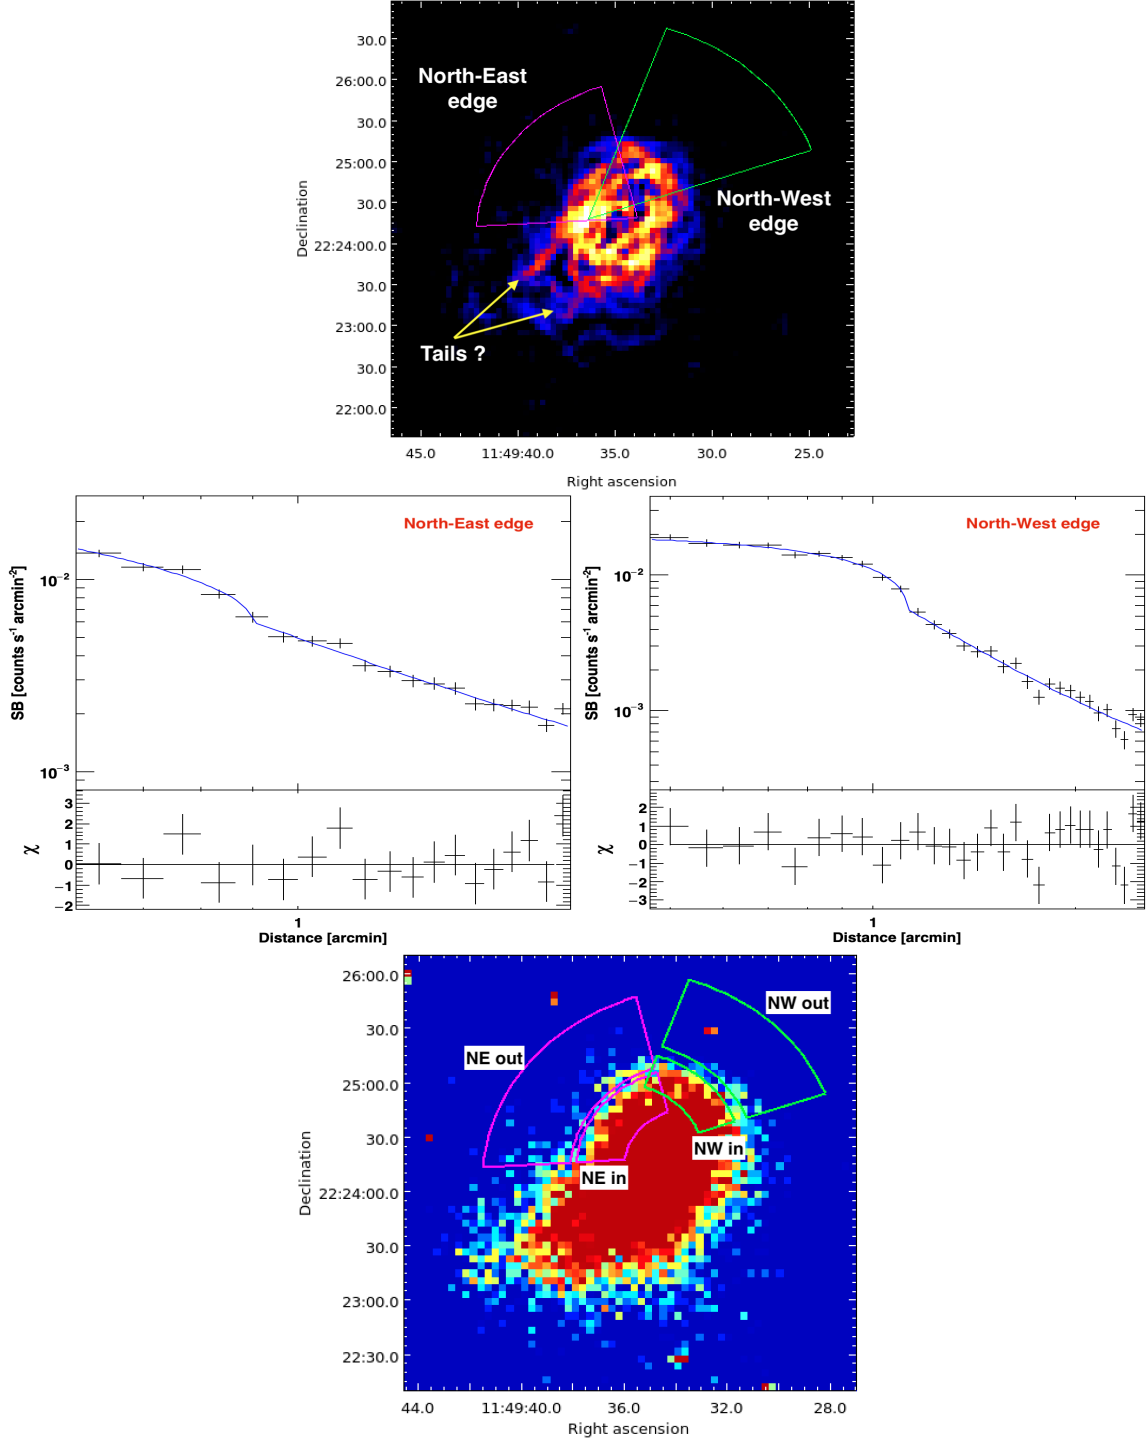 30.0
26:00.0
30.0
25:00.0
30.0
22:24:00.0
30.0
23:00.0
30.0
22:00.0
Declination
North-East
edge
North-West
edge
Tails ?
45.0 11:49:40.0 35.0 30.0 25.0
Right ascension
North-East edge
SB [counts s⁻¹ arcmin⁻²]
10⁻²
10⁻³
3
2
1
0
−1
−2
χ
1
Distance [arcmin]
North-West edge
SB [counts s⁻¹ arcmin⁻²]
10⁻²
10⁻³
2
1
0
−1
−2
−3
χ
1
Distance [arcmin]
26:00.0
30.0
25:00.0
30.0
22:24:00.0
30.0
23:00.0
22:30.0
Declination
NW out
NE out
NW in
NE in
44.0 11:49:40.0 36.0 32.0 28.0
Right ascension